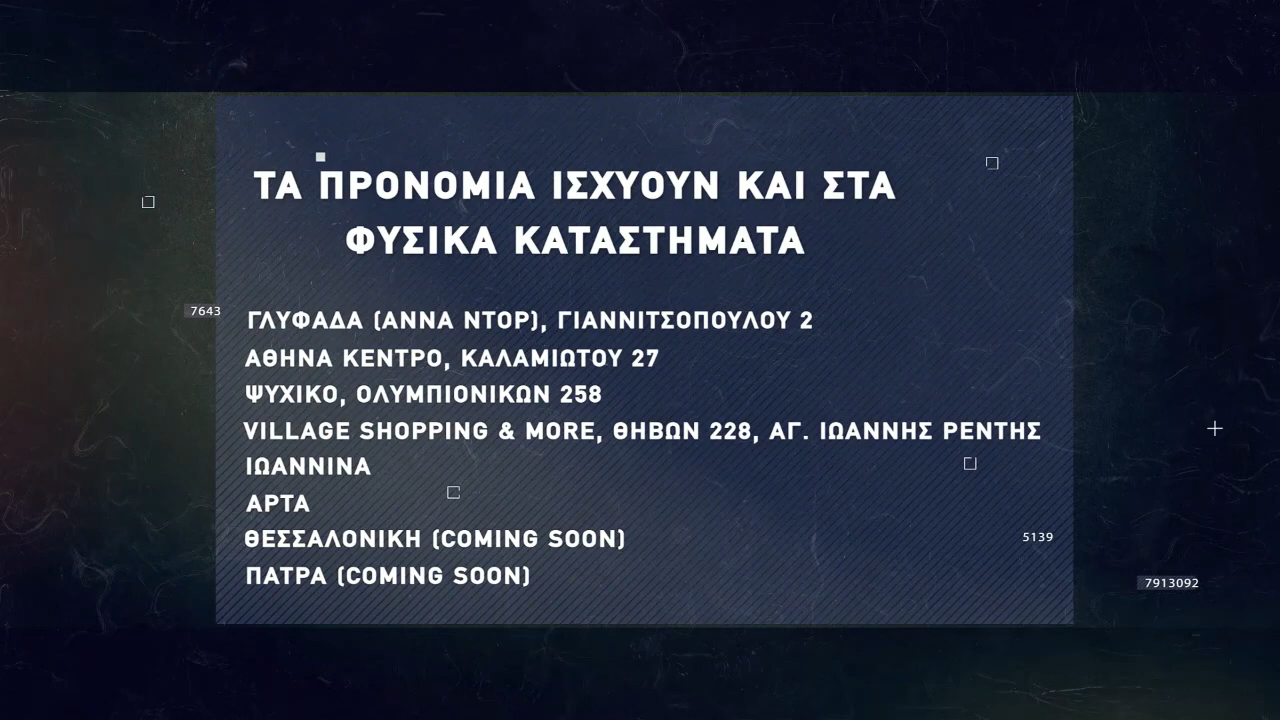 ΤΑ ΠΡΟΝΟΜΙΑ ΙΣΧΥΟΥΝ ΚΑΙ ΣΤΑ
ΦΥΣΙΚΑ ΚΑΤΑΣΤΗΜΑΤΑ
7643
ΓΛΥΦΑΔΑ (ΑΝΝΑ ΝΤΟΡ), ΓΙΑΝΝΙΤΣΟΠΟΥΛΟΥ 2
ΑΘΗΝΑ ΚΕΝΤΡΟ, ΚΑΛΑΜΙΩΤΟΥ 27
ΨΥΧΙΚΟ, ΟΛΥΜΠΙΟΝΙΚΩΝ 258
VILLAGE SHOPPING & MORE, ΘΗΒΩΝ 228, ΑΓ. ΙΩΑΝΝΗΣ ΡΕΝΤΗΣ
ΙΩΑΝΝΙΝΑ
ΑΡΤΑ
ΘΕΣΣΑΛΟΝΙΚΗ (COMING SOON)
5139
ΠΑΤΡΑ (COMING SOON)
7913092